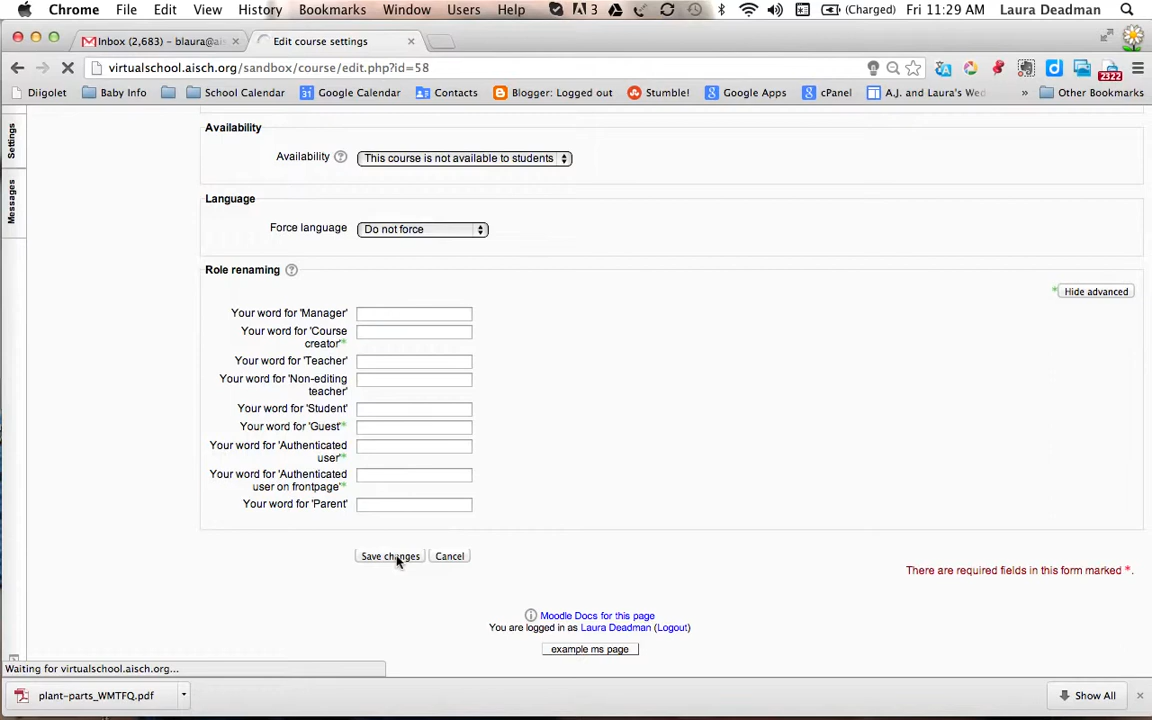 Chrome File Edit View History Bookmarks Window Users Help 3 (Charged) Fri 11:29 AM Laura Deadman
Inbox (2,683) – blaura@ais × Edit course settings ×
virtualschool.aisch.org/sandbox/course/edit.php?id=58 2322
Diigolet Baby Info School Calendar Google Calendar Contacts Blogger: Logged out Stumble! Google Apps cPanel A.J. and Laura's Wed » Other Bookmarks
Settings
Messages
Availability
Availability ? This course is not available to students
Language
Force language Do not force
Role renaming ?
* Hide advanced
Your word for 'Manager'
Your word for 'Course
creator'*
Your word for 'Teacher'
Your word for 'Non-editing
teacher'
Your word for 'Student'
Your word for 'Guest'*
Your word for 'Authenticated
user'*
Your word for 'Authenticated
user on frontpage'*
Your word for 'Parent'
Save changes Cancel
There are required fields in this form marked *.
Moodle Docs for this page
You are logged in as Laura Deadman (Logout)
example ms page
Waiting for virtualschool.aisch.org...
plant-parts_WMTFQ.pdf Show All ×